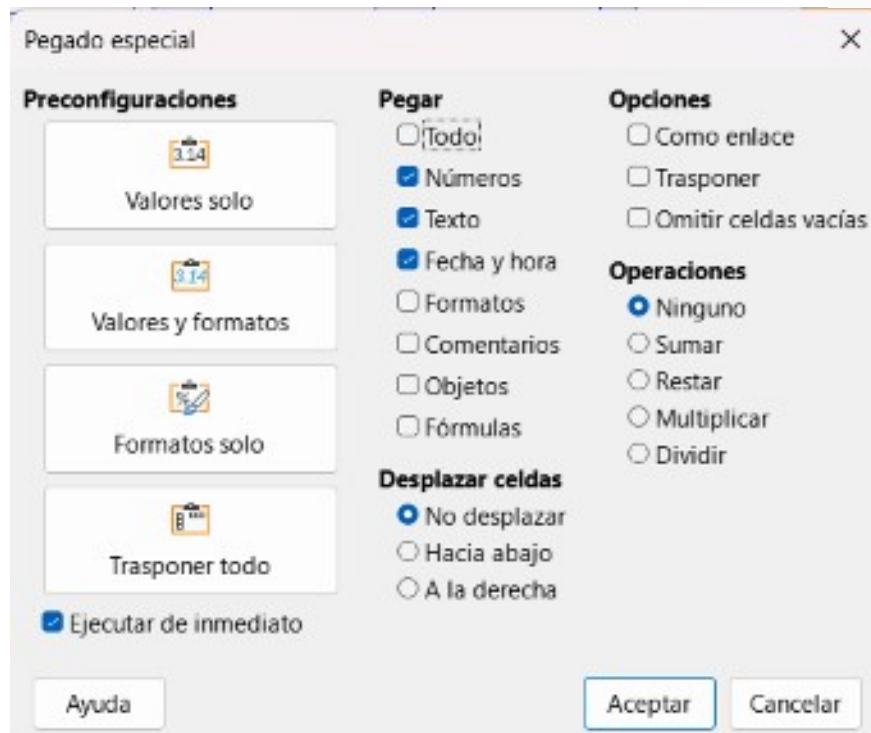 Pegado especial
Preconfiguraciones
3.14
Valores solo
3.14
Valores y formatos
%
Formatos solo
Trasponer todo
Ejecutar de inmediato
Pegar
Todo
Números
Texto
Fecha y hora
Formatos
Comentarios
Objetos
Fórmulas
Desplazar celdas
No desplazar
Hacia abajo
A la derecha
Opciones
Como enlace
Trasponer
Omitir celdas vacías
Operaciones
Ninguno
Sumar
Restar
Multiplicar
Dividir
Ayuda
Aceptar
Cancelar